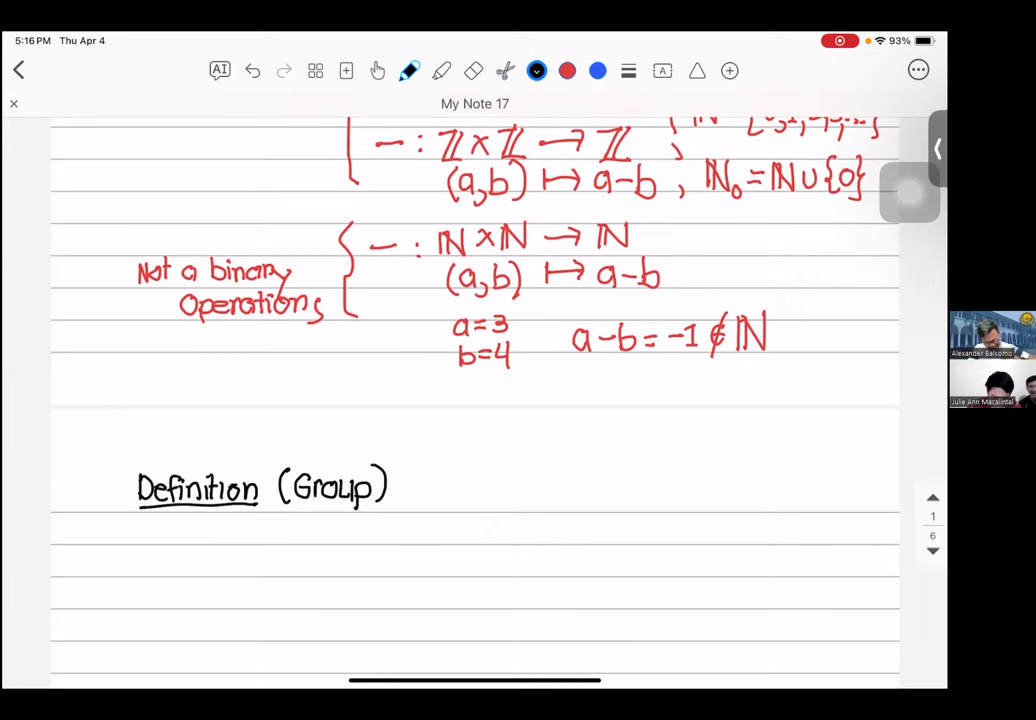 5:16 PM Thu Apr 4
93%
AI
A
My Note 17
− : ℤ × ℤ → ℤ
(a,b) ↦ a−b , ℕ₀ = ℕ ∪ {0}
− : ℕ × ℕ → ℕ
Not a binary
Operations
(a,b) ↦ a−b
a=3
b=4
a−b = −1 ∉ ℕ
Alexander Balsomo
Julie Ann Macalintal
Definition (Group)
1
6